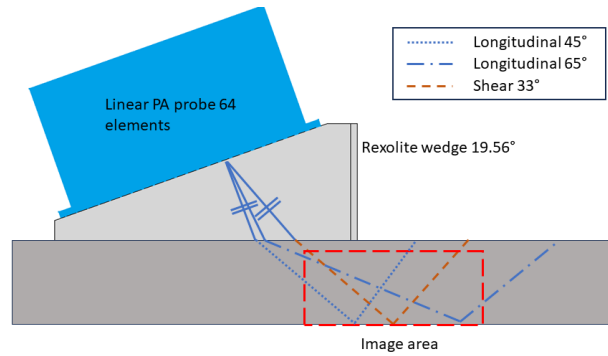 Longitudinal 45°
Longitudinal 65°
Shear 33°
Linear PA probe 64
elements
Rexolite wedge 19.56°
Image area